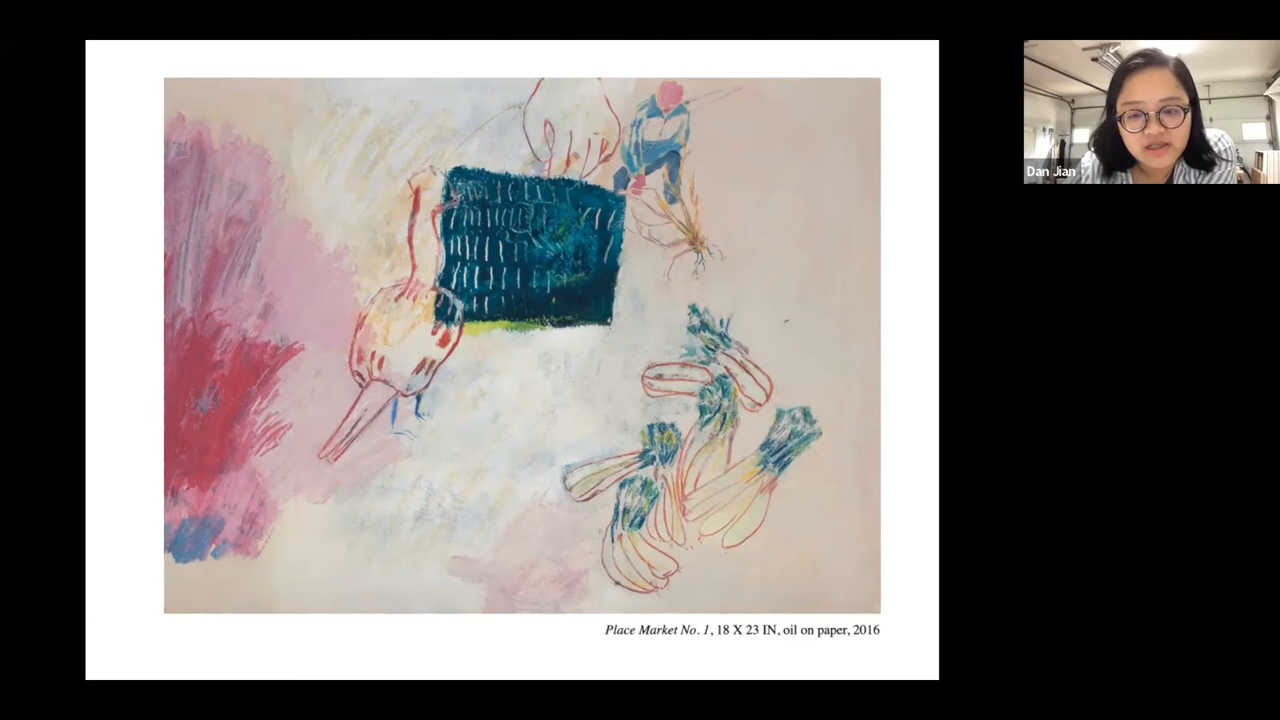 Dan Jian
Place Market No. 1, 18 X 23 IN, oil on paper, 2016